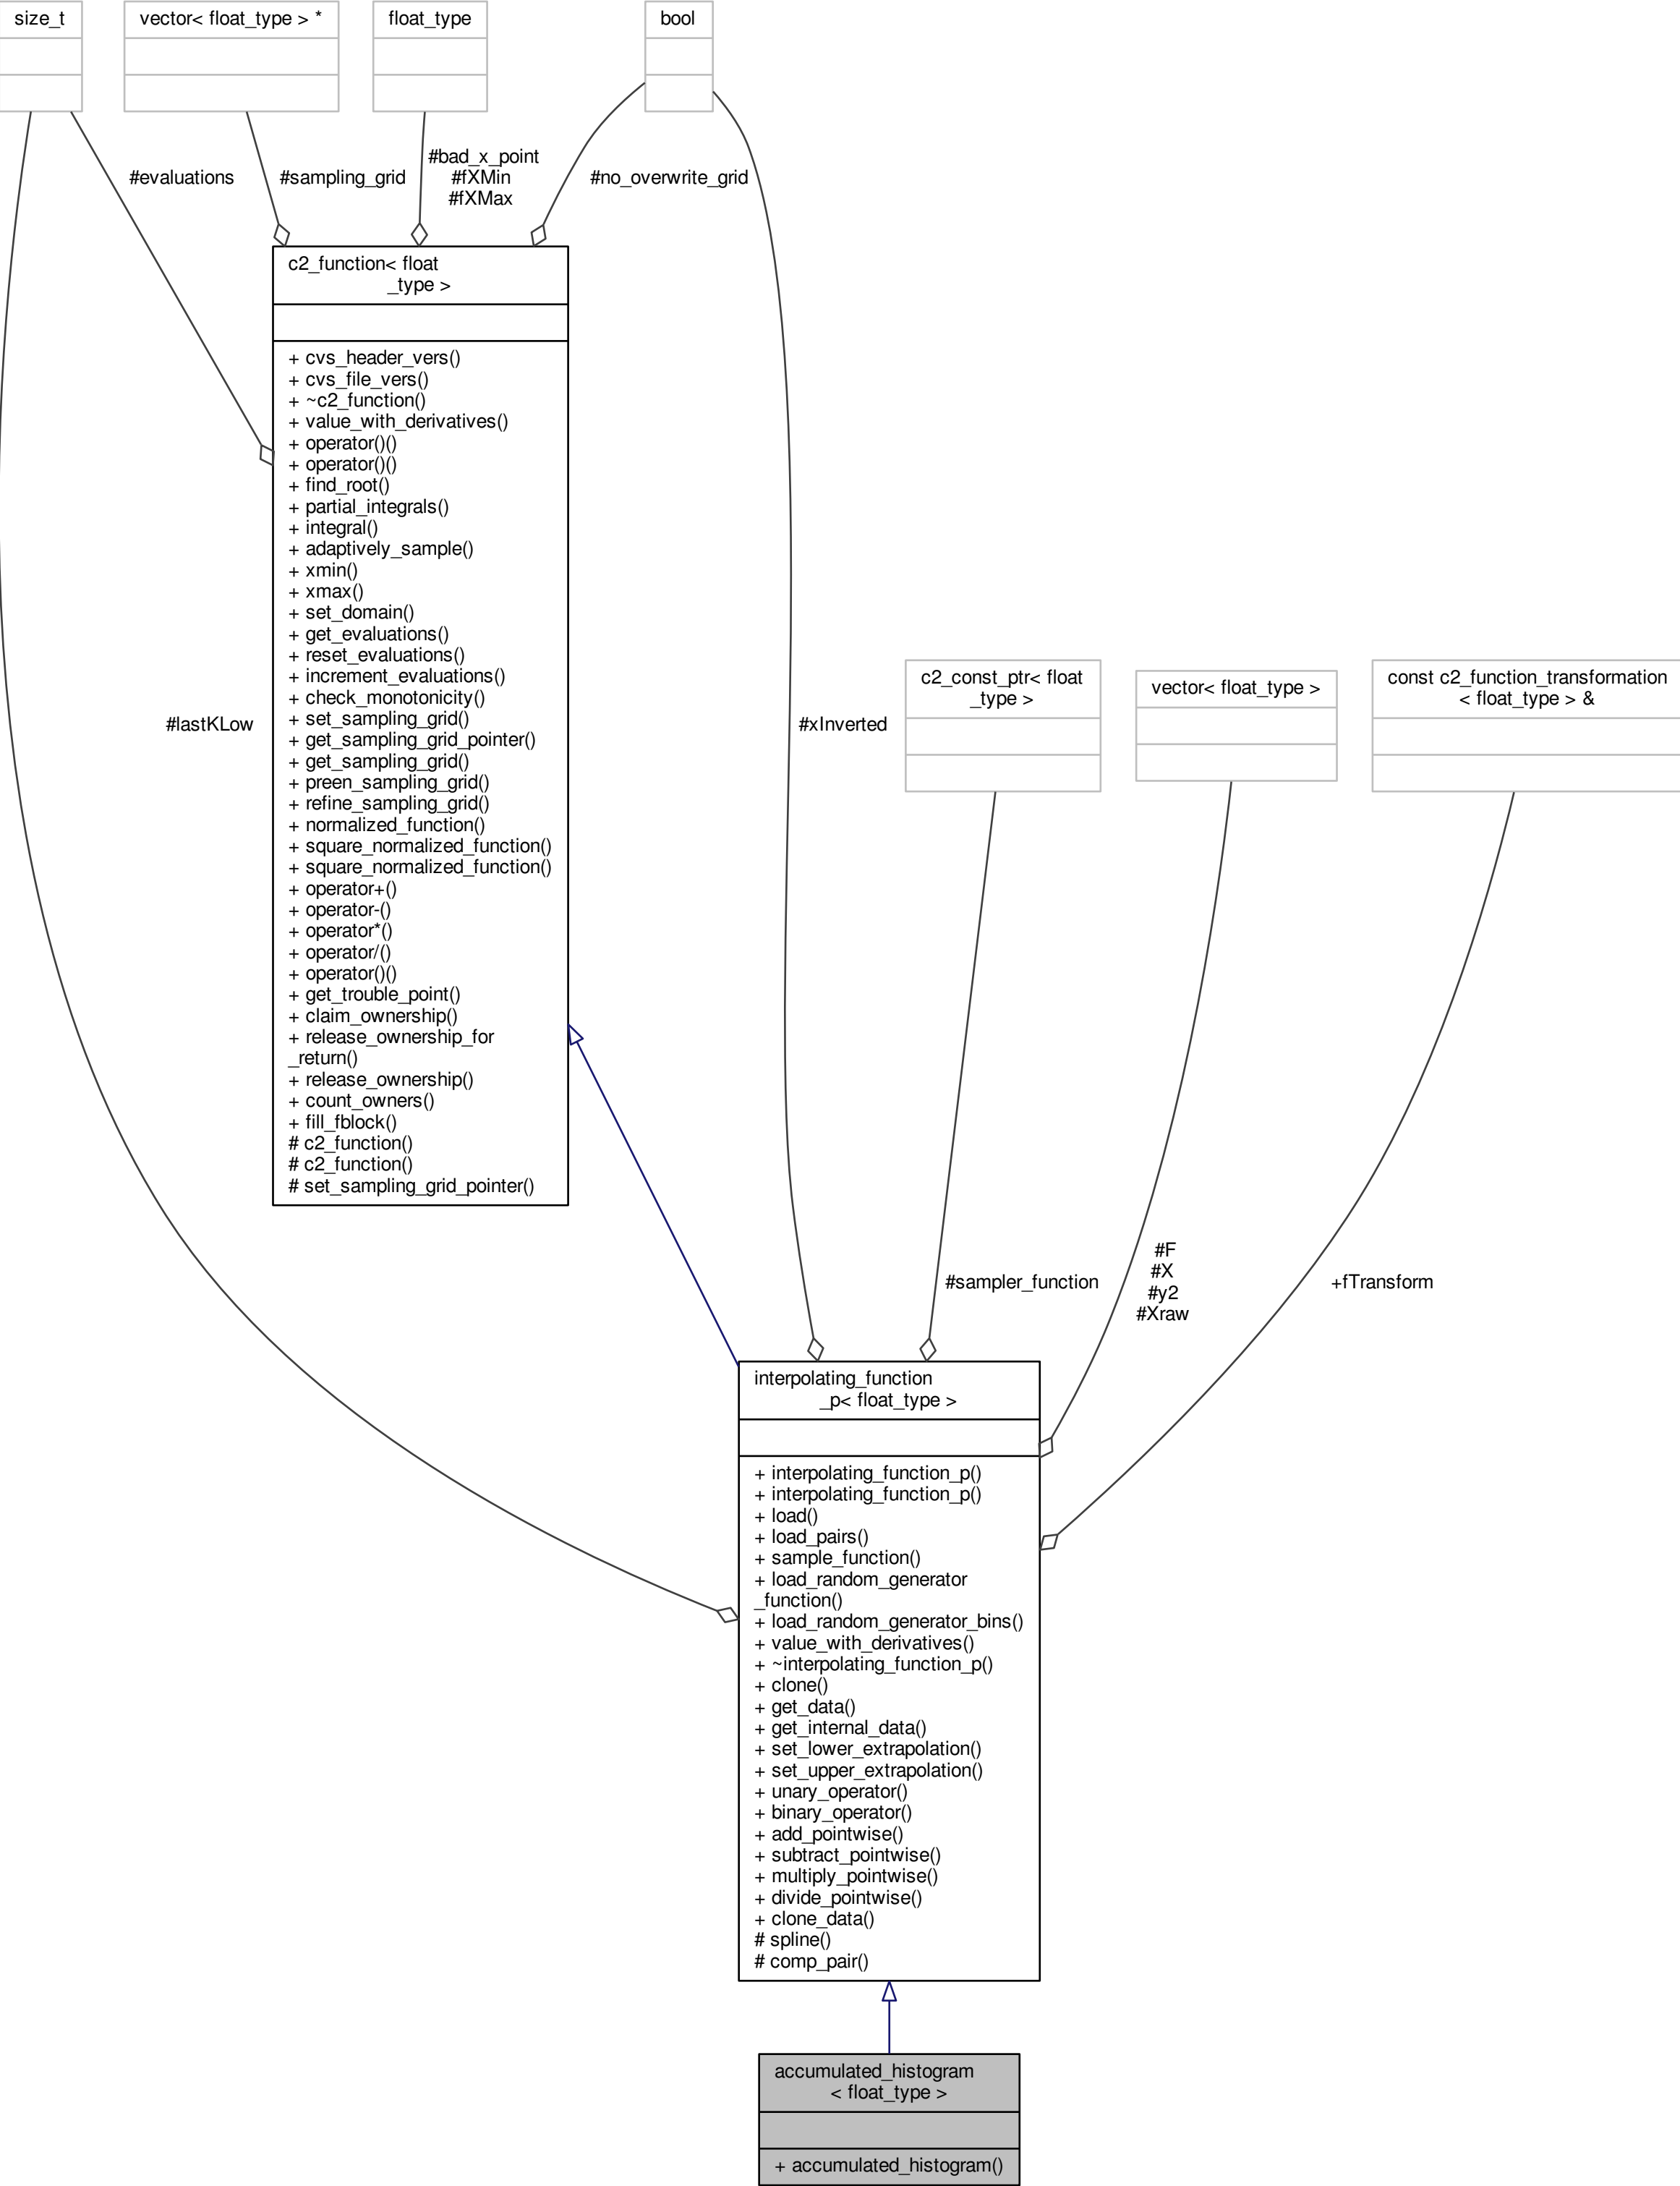 size_t
vector< float_type > *
float_type
bool
#evaluations
#sampling_grid
#bad_x_point
#fXMin
#fXMax
#no_overwrite_grid
c2_function< float
_type >
+ cvs_header_vers()
+ cvs_file_vers()
+ ~c2_function()
+ value_with_derivatives()
+ operator()()
+ operator()()
+ find_root()
+ partial_integrals()
+ integral()
+ adaptively_sample()
+ xmin()
+ xmax()
+ set_domain()
+ get_evaluations()
+ reset_evaluations()
+ increment_evaluations()
+ check_monotonicity()
+ set_sampling_grid()
+ get_sampling_grid_pointer()
+ get_sampling_grid()
+ preen_sampling_grid()
+ refine_sampling_grid()
+ normalized_function()
+ square_normalized_function()
+ square_normalized_function()
+ operator+()
+ operator-()
+ operator*()
+ operator/()
+ operator()()
+ get_trouble_point()
+ claim_ownership()
+ release_ownership_for
_return()
+ release_ownership()
+ count_owners()
+ fill_fblock()
# c2_function()
# c2_function()
# set_sampling_grid_pointer()
#lastKLow
#xInverted
c2_const_ptr< float
_type >
vector< float_type >
const c2_function_transformation
< float_type > &
#sampler_function
#F
#X
#y2
#Xraw
+fTransform
interpolating_function
_p< float_type >
+ interpolating_function_p()
+ interpolating_function_p()
+ load()
+ load_pairs()
+ sample_function()
+ load_random_generator
_function()
+ load_random_generator_bins()
+ value_with_derivatives()
+ ~interpolating_function_p()
+ clone()
+ get_data()
+ get_internal_data()
+ set_lower_extrapolation()
+ set_upper_extrapolation()
+ unary_operator()
+ binary_operator()
+ add_pointwise()
+ subtract_pointwise()
+ multiply_pointwise()
+ divide_pointwise()
+ clone_data()
# spline()
# comp_pair()
accumulated_histogram
< float_type >
+ accumulated_histogram()